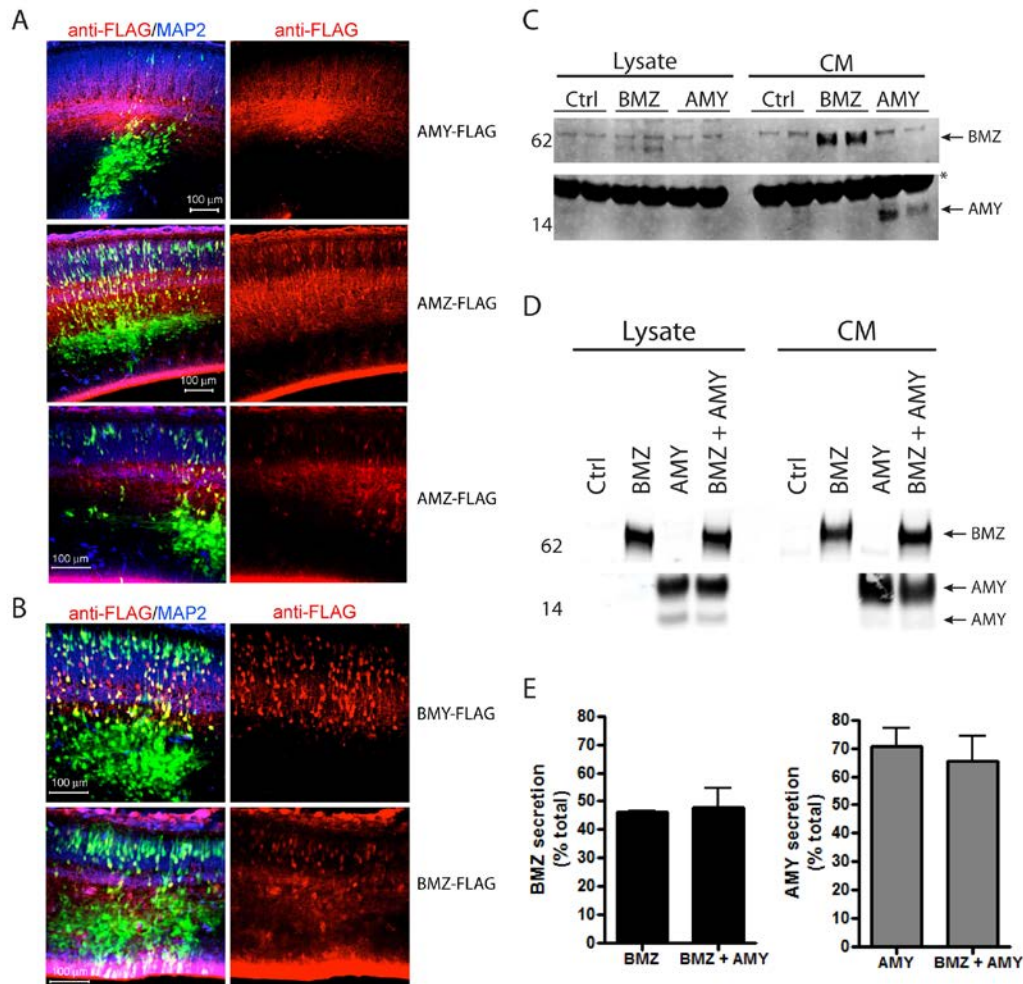 A
anti-FLAG/MAP2
anti-FLAG
100 µm
AMY-FLAG
100 µm
AMZ-FLAG
100 µm
AMZ-FLAG
B
anti-FLAG/MAP2
anti-FLAG
100 µm
BMY-FLAG
100 µm
BMZ-FLAG
C
Lysate CM
Ctrl BMZ AMY Ctrl BMZ AMY
62
BMZ
*
AMY
14
D
Lysate CM
Ctrl BMZ AMY BMZ + AMY Ctrl BMZ AMY BMZ + AMY
BMZ
62
AMY
14
AMY
E
BMZ secretion
(% total)
80
70
60
50
40
30
20
10
0
BMZ BMZ + AMY
AMY secretion
(% total)
80
70
60
50
40
30
20
10
0
AMY BMZ + AMY